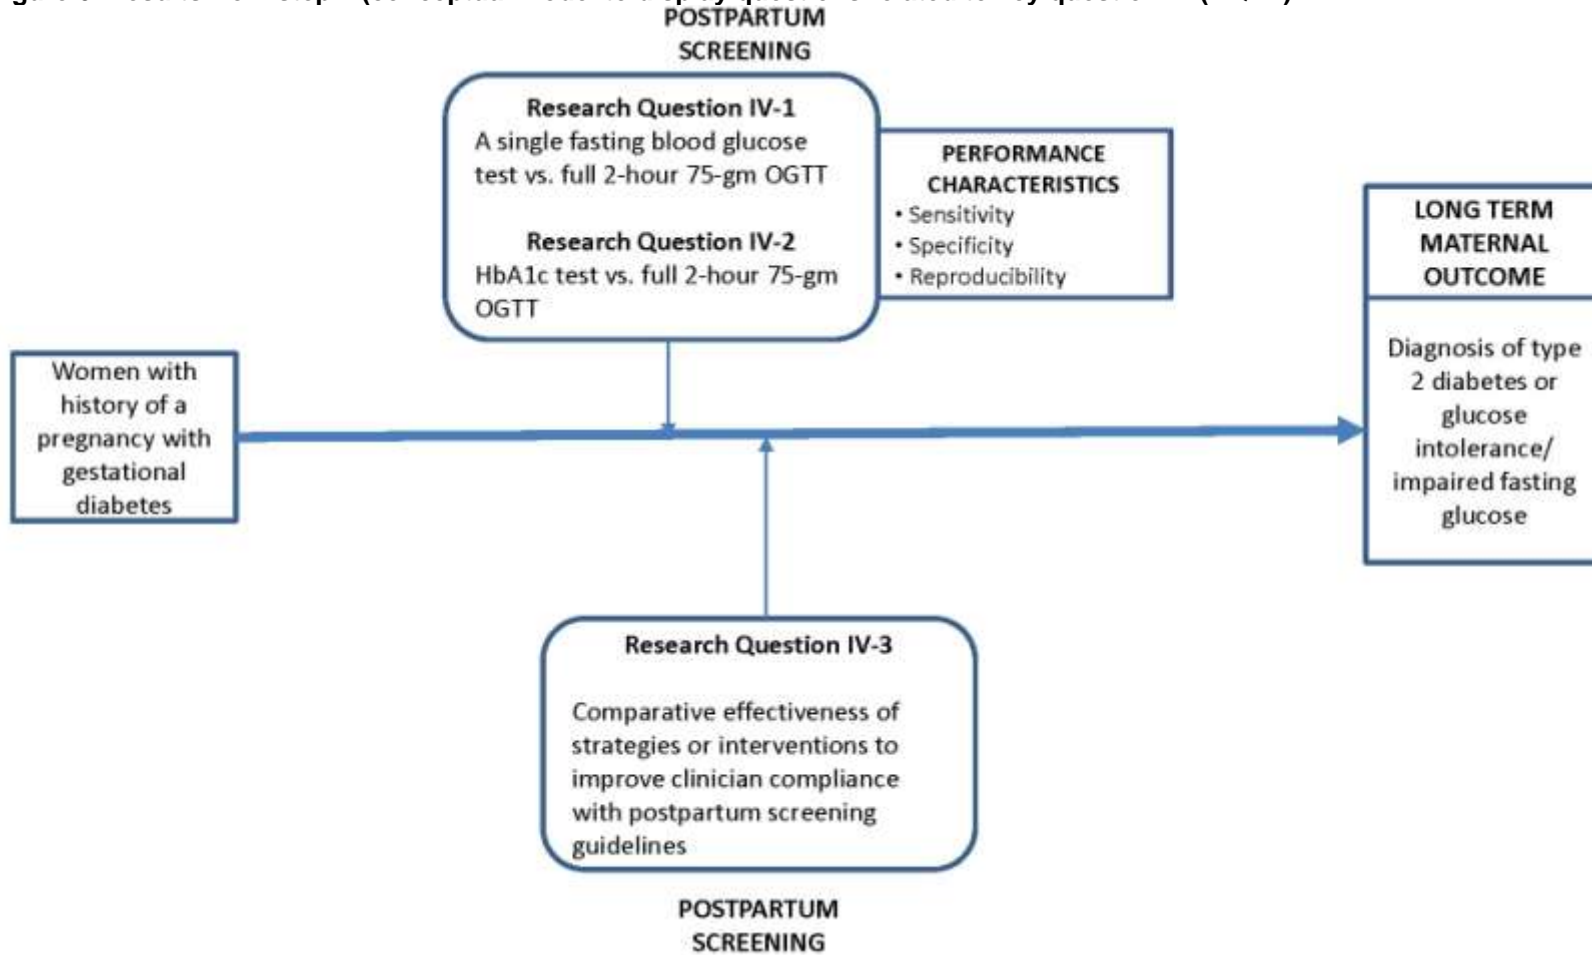 POSTPARTUM
SCREENING
Research Question IV-1
A single fasting blood glucose
test vs. full 2-hour 75-gm OGTT
Research Question IV-2
HbA1c test vs. full 2-hour 75-gm
OGTT
PERFORMANCE
CHARACTERISTICS
• Sensitivity
• Specificity
• Reproducibility
LONG TERM
MATERNAL
OUTCOME
Diagnosis of type
2 diabetes or
glucose
intolerance/
impaired fasting
glucose
Women with
history of a
pregnancy with
gestational
diabetes
Research Question IV-3
Comparative effectiveness of
strategies or interventions to
improve clinician compliance
with postpartum screening
guidelines
POSTPARTUM
SCREENING